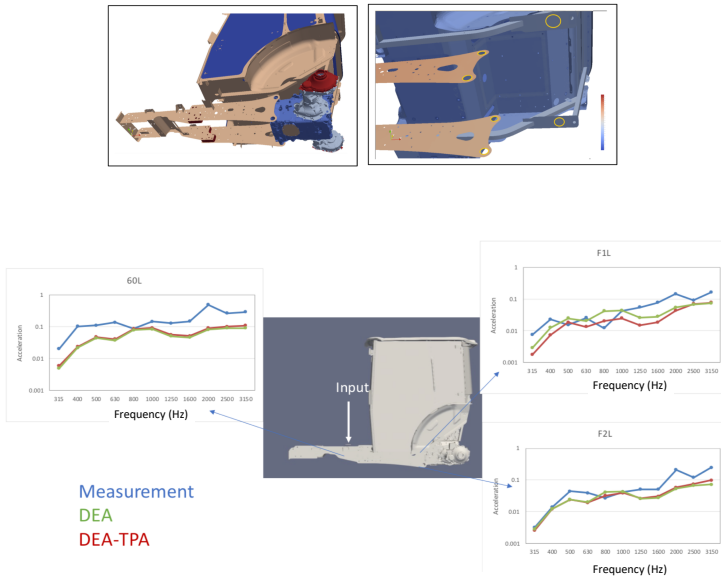 F1L
1
0.1
0.01
0.001
Acceleration
315 400 500 630 800 1000 1250 1600 2000 2500 3150
Frequency (Hz)
60L
1
0.1
0.01
0.001
Acceleration
315 400 500 630 800 1000 1250 1600 2000 2500 3150
Frequency (Hz)
Input
F2L
1
0.1
0.01
0.001
Acceleration
315 400 500 630 800 1000 1250 1600 2000 2500 3150
Frequency (Hz)
Measurement
DEA
DEA-TPA